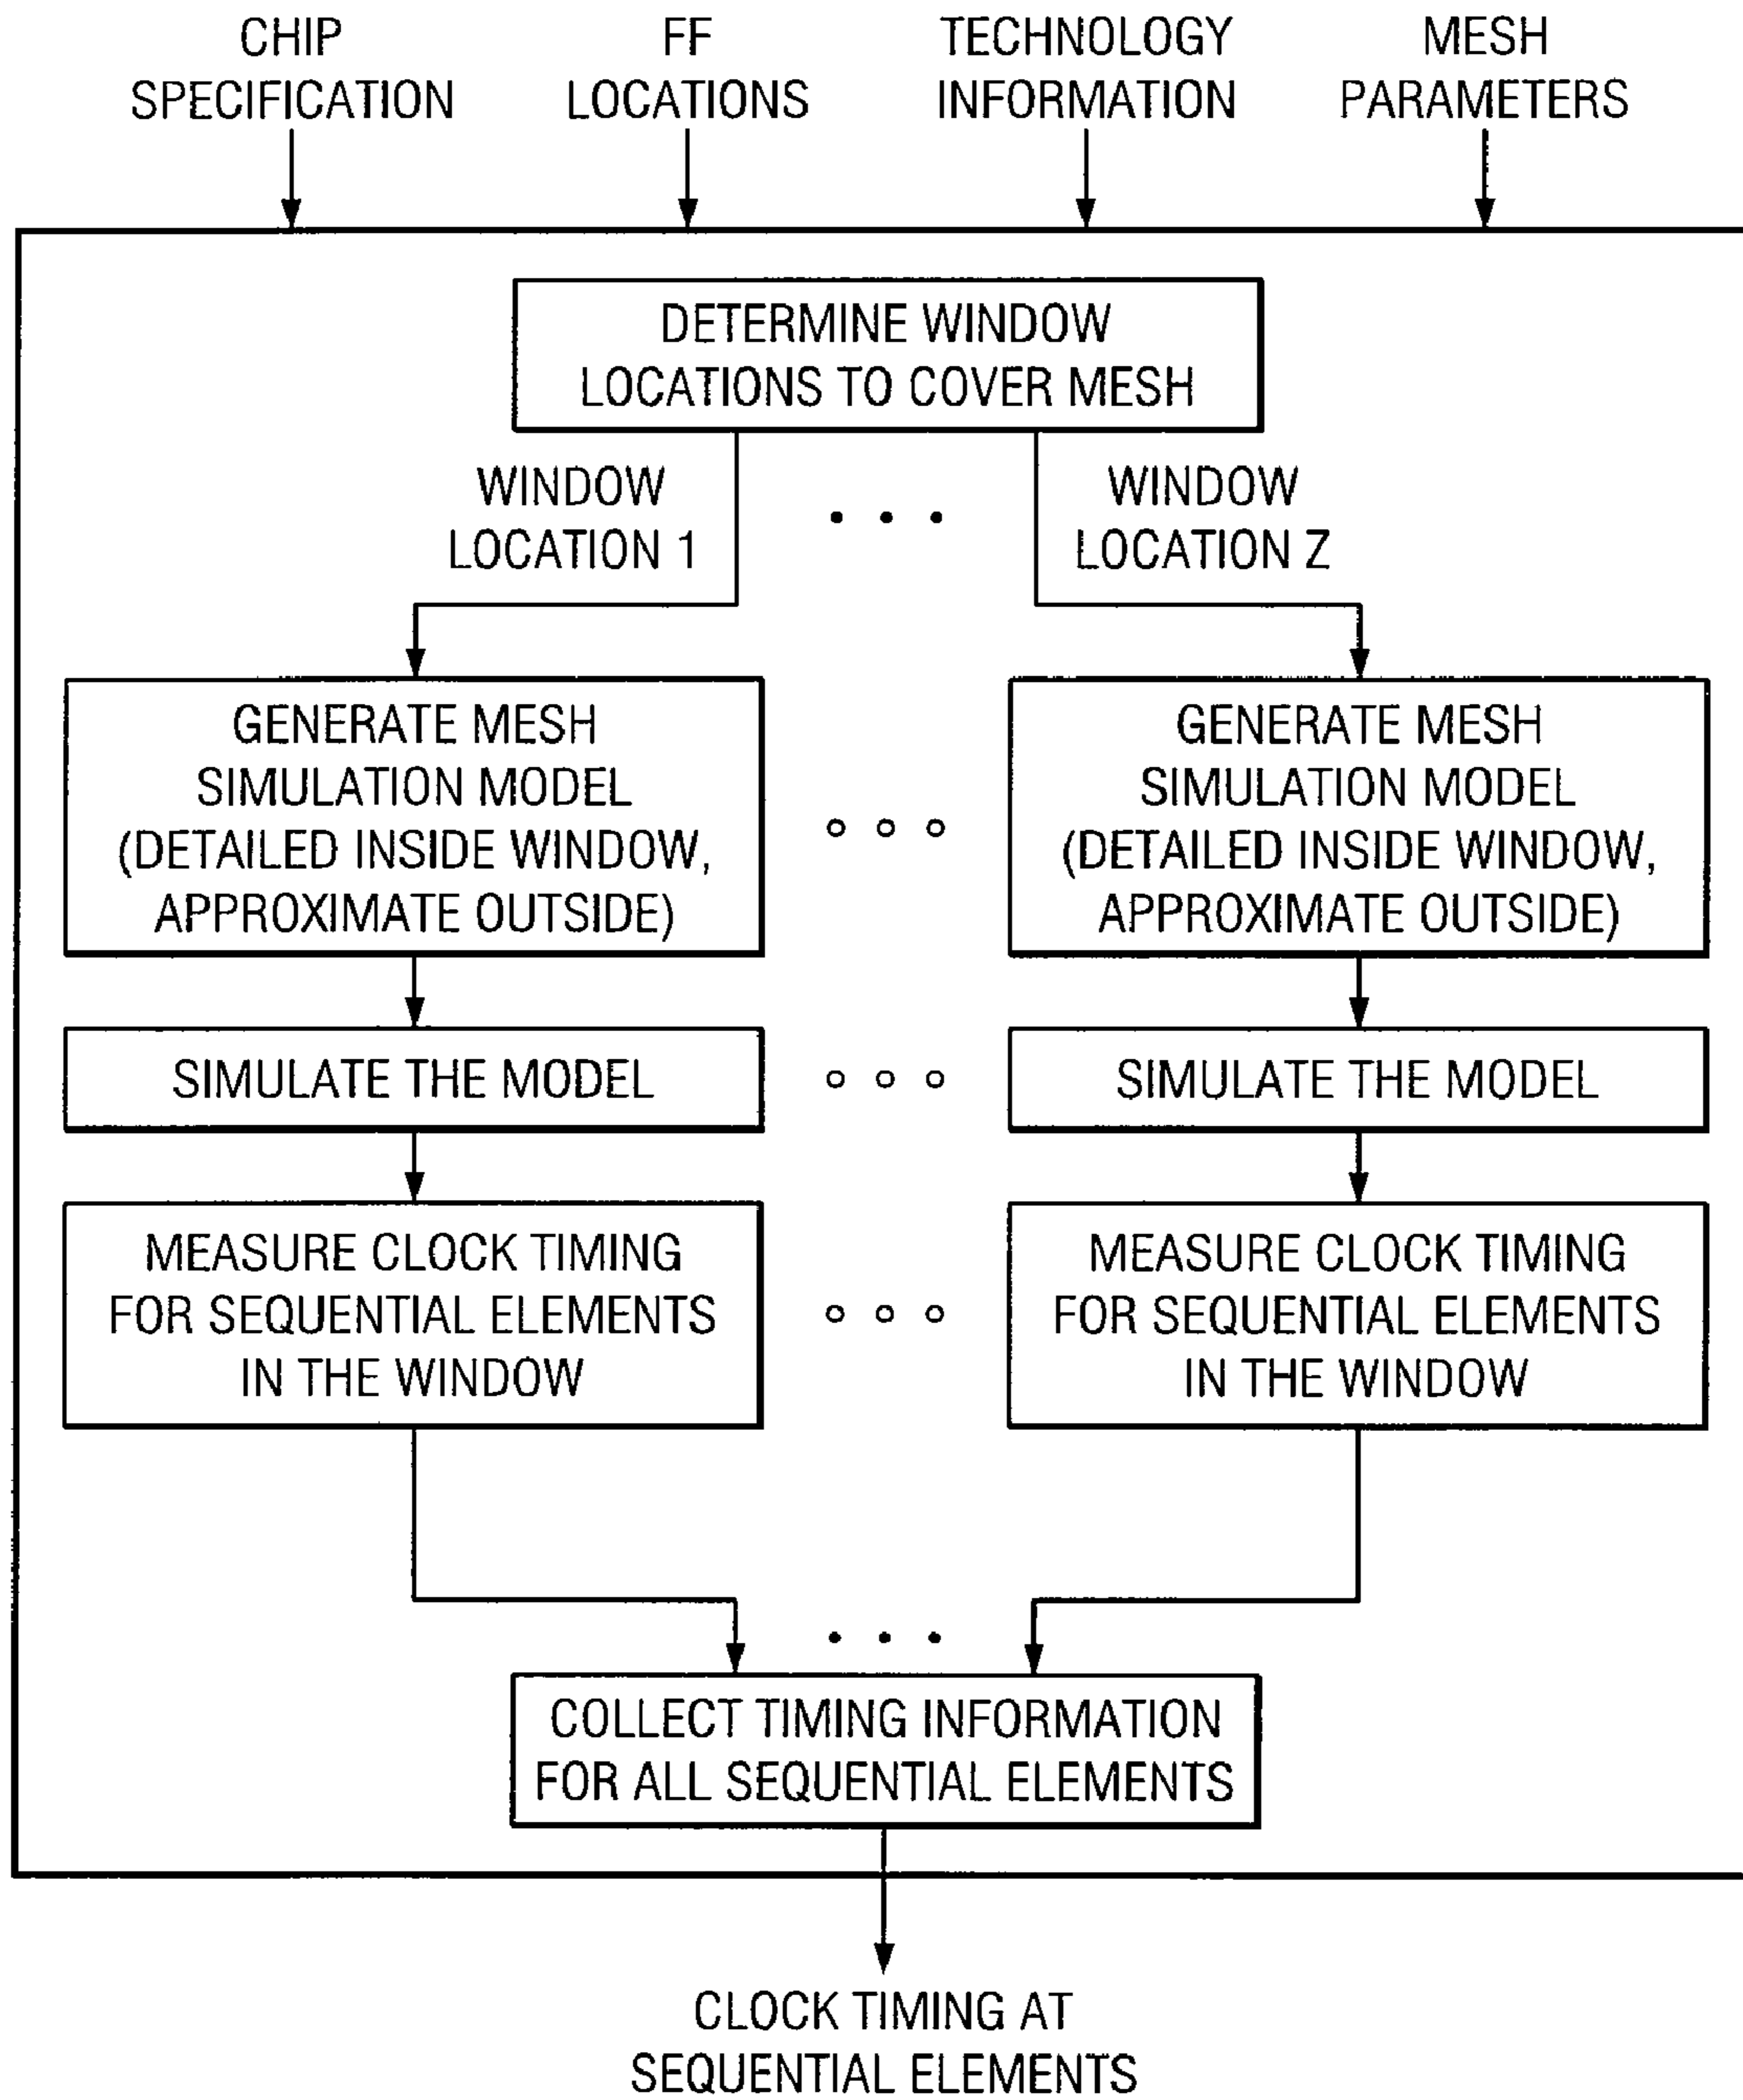 CHIP
SPECIFICATION
FF
LOCATIONS
TECHNOLOGY
INFORMATION
MESH
PARAMETERS
DETERMINE WINDOW
LOCATIONS TO COVER MESH
WINDOW
LOCATION 1
WINDOW
LOCATION Z
GENERATE MESH
SIMULATION MODEL
(DETAILED INSIDE WINDOW,
APPROXIMATE OUTSIDE)
GENERATE MESH
SIMULATION MODEL
(DETAILED INSIDE WINDOW,
APPROXIMATE OUTSIDE)
SIMULATE THE MODEL
SIMULATE THE MODEL
MEASURE CLOCK TIMING
FOR SEQUENTIAL ELEMENTS
IN THE WINDOW
MEASURE CLOCK TIMING
FOR SEQUENTIAL ELEMENTS
IN THE WINDOW
COLLECT TIMING INFORMATION
FOR ALL SEQUENTIAL ELEMENTS
CLOCK TIMING AT
SEQUENTIAL ELEMENTS